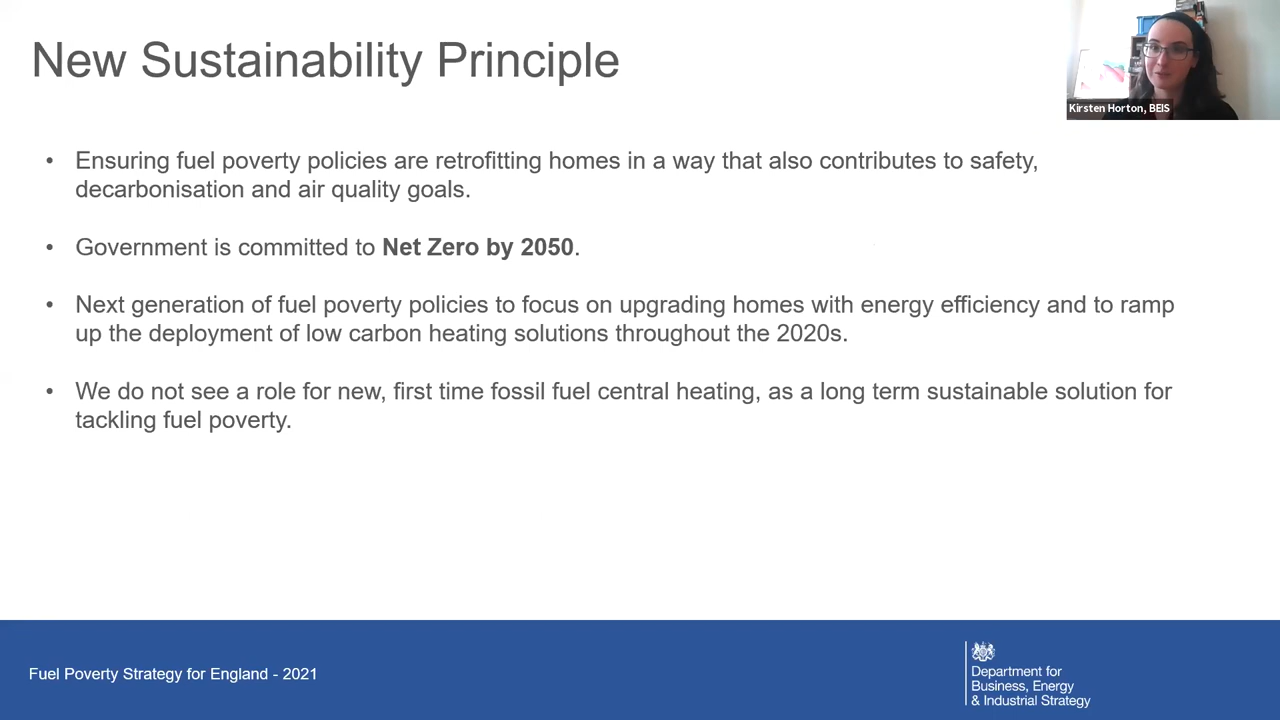 New Sustainability Principle
Kirsten Horton, BEIS
• Ensuring fuel poverty policies are retrofitting homes in a way that also contributes to safety,
decarbonisation and air quality goals.
• Government is committed to Net Zero by 2050.
• Next generation of fuel poverty policies to focus on upgrading homes with energy efficiency and to ramp
up the deployment of low carbon heating solutions throughout the 2020s.
• We do not see a role for new, first time fossil fuel central heating, as a long term sustainable solution for
tackling fuel poverty.
Fuel Poverty Strategy for England - 2021
Department for
Business, Energy
& Industrial Strategy